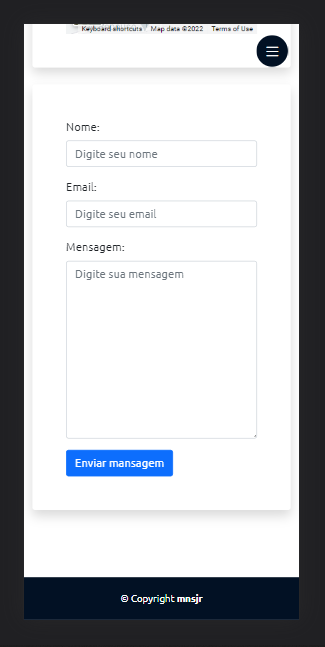 Keyboard shortcuts Map data ©2022 Terms of Use
Nome:
Digite seu nome
Email:
Digite seu email
Mensagem:
Digite sua mensagem
Enviar mansagem
© Copyright mnsjr